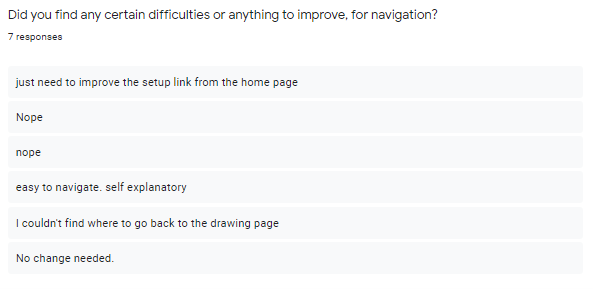 Did you find any certain difficulties or anything to improve, for navigation?
7 responses
just need to improve the setup link from the home page
Nope
nope
easy to navigate. self explanatory
I couldn't find where to go back to the drawing page
No change needed.